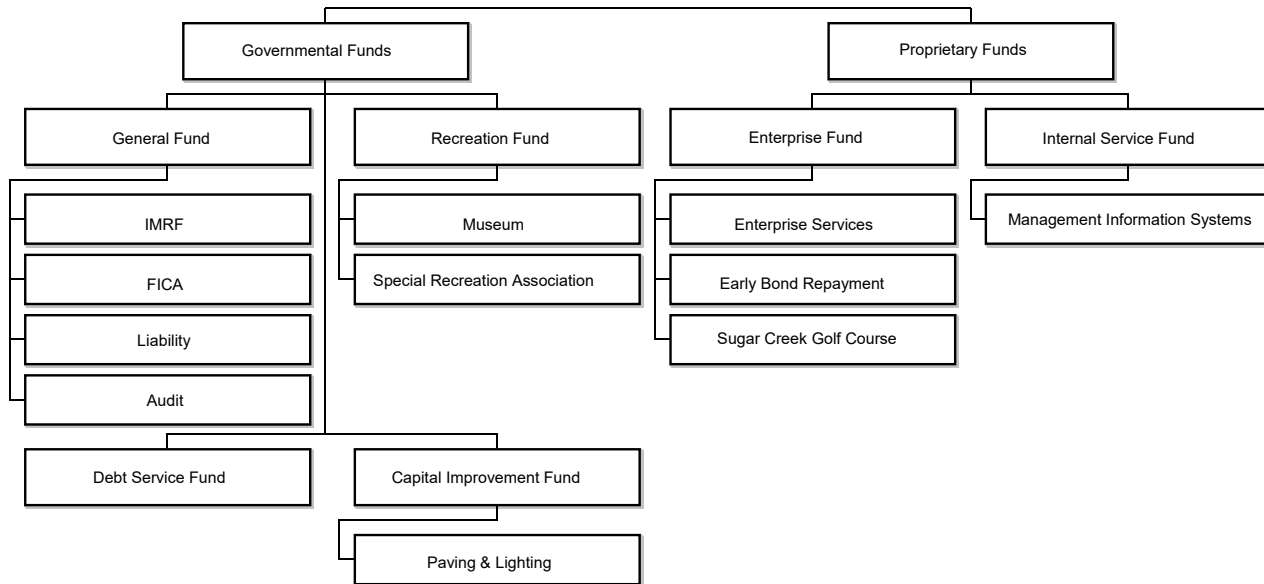 Governmental Funds
Proprietary Funds
General Fund
Recreation Fund
Enterprise Fund
Internal Service Fund
IMRF
Museum
Enterprise Services
Management Information Systems
FICA
Special Recreation Association
Early Bond Repayment
Liability
Sugar Creek Golf Course
Audit
Debt Service Fund
Capital Improvement Fund
Paving & Lighting